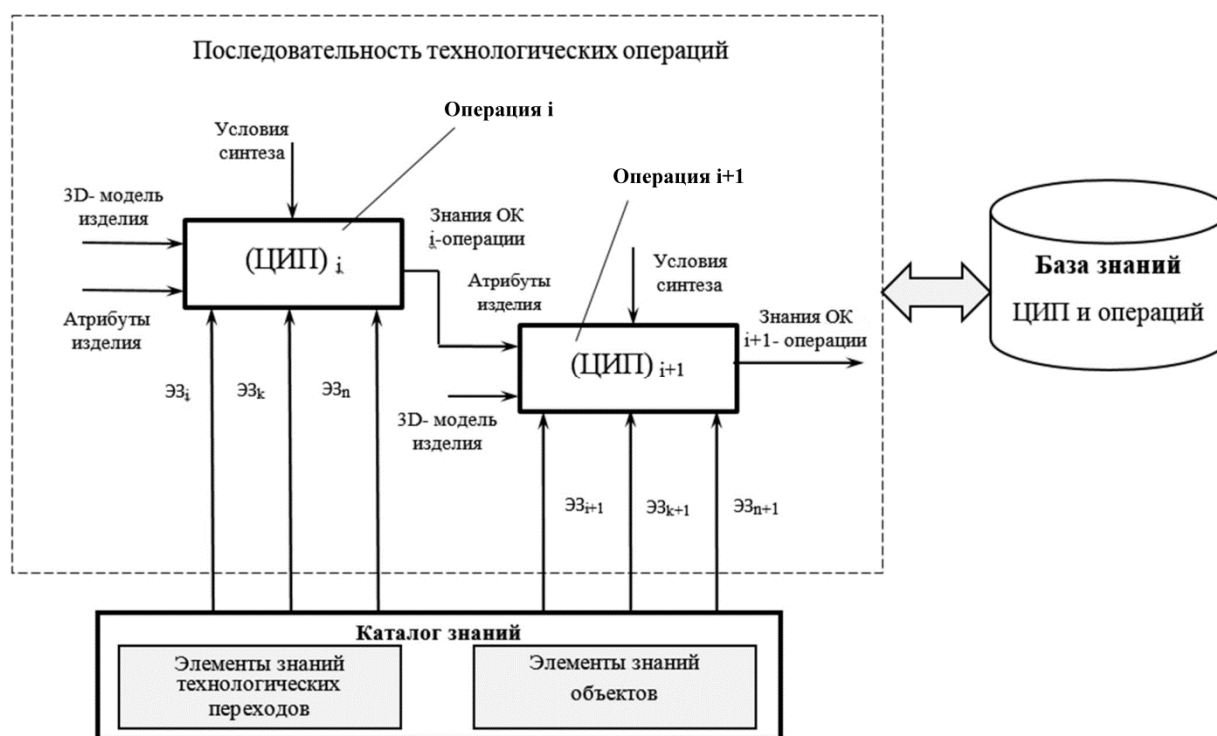 Последовательность технологических операций
Операция i
Условия
синтеза
Операция i+1
3D- модель
изделия
Знания ОК
i-операции
(ЦИП) i
Условия
синтеза
База знаний
ЦИП и операций
Атрибуты
изделия
Атрибуты
изделия
Знания ОК
i+1- операции
(ЦИП) i+1
ЭЗi
ЭЗk
ЭЗn
3D- модель
изделия
ЭЗi+1
ЭЗk+1
ЭЗn+1
Каталог знаний
Элементы знаний
технологических
переходов
Элементы знаний
объектов